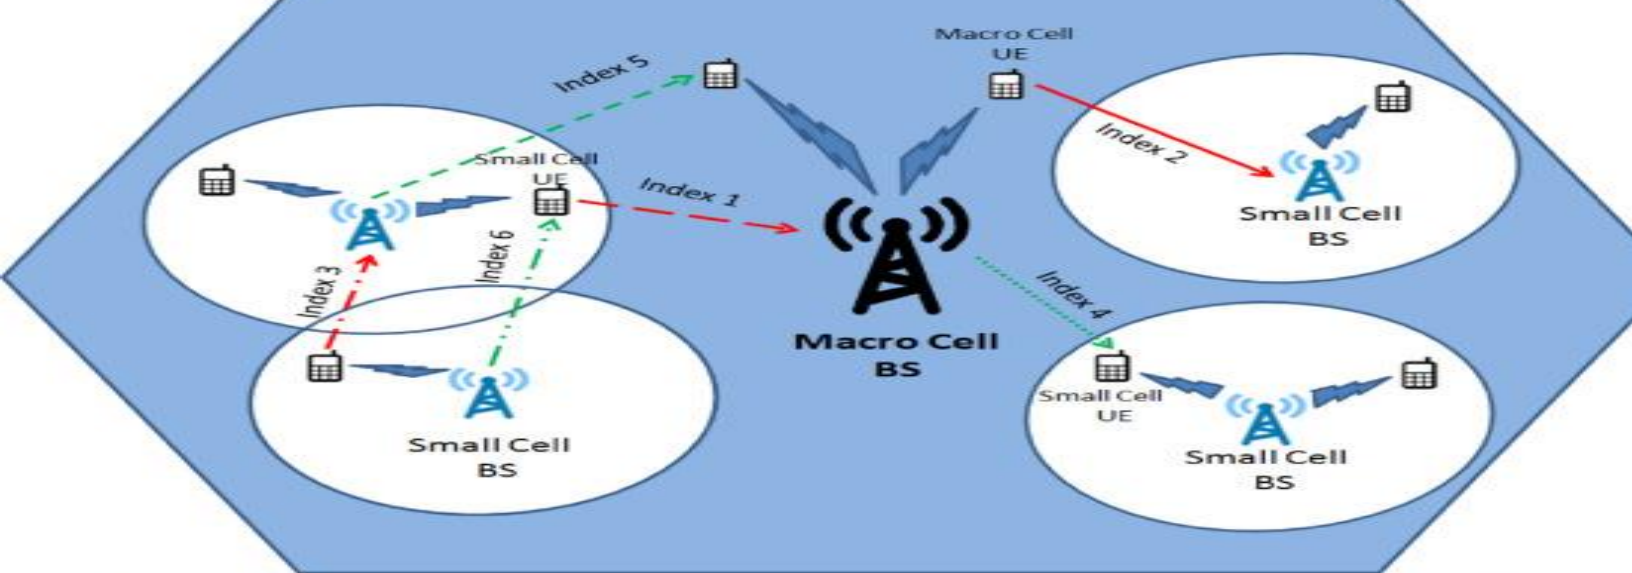 Macro Cell
UE
Index 5
Index 2
Small Cell
UE
Index 1
Small Cell
BS
Index 6
Index 3
Index 4
Macro Cell
BS
Small Cell
UE
Small Cell
BS
Small Cell
BS